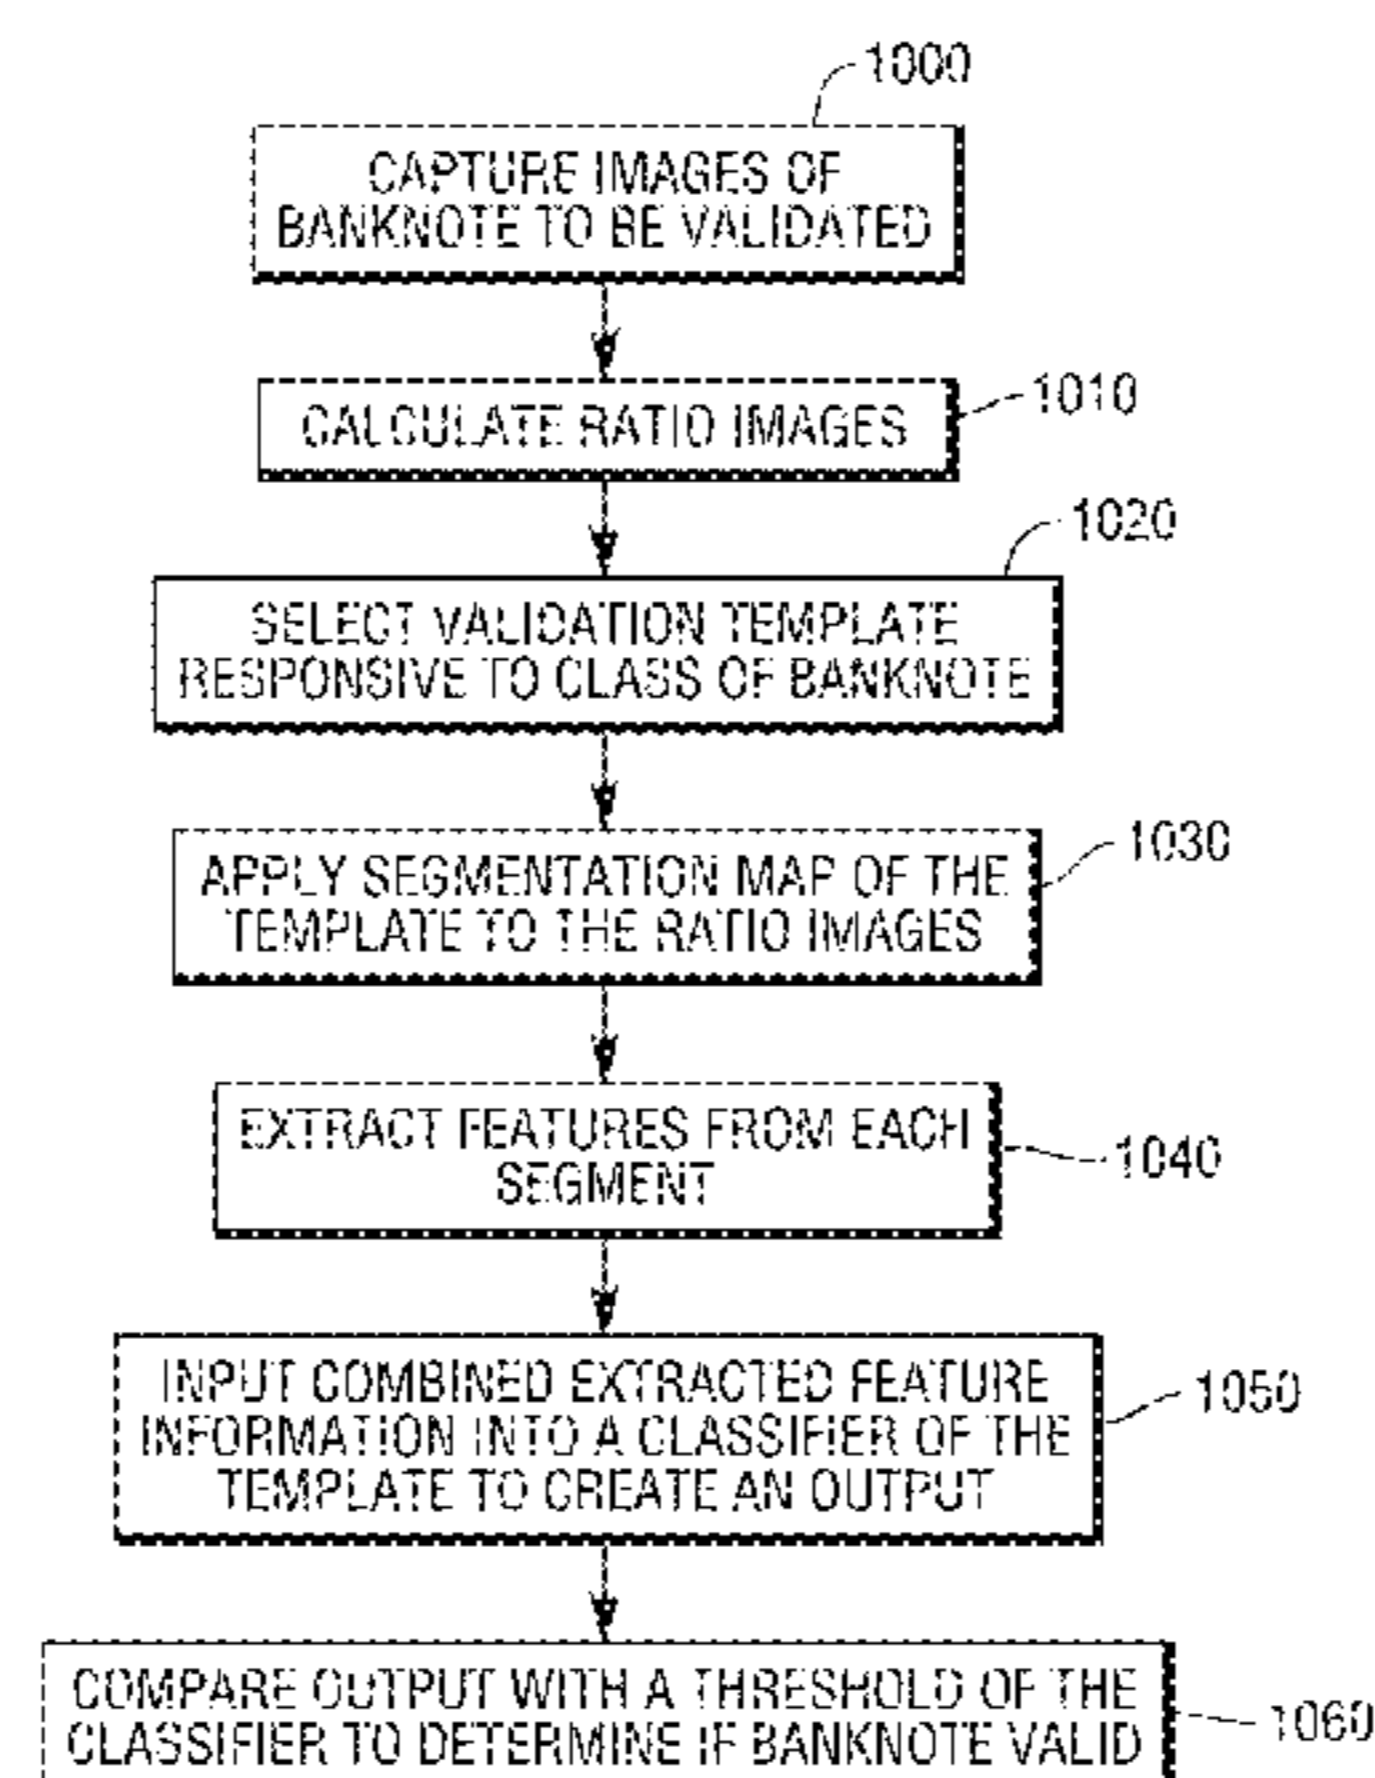 1000
CAPTURE IMAGES OF
BANKNOTE TO BE VALIDATED
CALCULATE RATIO IMAGES
1010
1020
SELECT VALIDATION TEMPLATE
RESPONSIVE TO CLASS OF BANKNOTE
APPLY SEGMENTATION MAP OF THE
TEMPLATE TO THE RATIO IMAGES
1030
EXTRACT FEATURES FROM EACH
SEGMENT
1040
INPUT COMBINED EXTRACTED FEATURE
INFORMATION INTO A CLASSIFIER OF THE
TEMPLATE TO CREATE AN OUTPUT
1050
COMPARE OUTPUT WITH A THRESHOLD OF THE
CLASSIFIER TO DETERMINE IF BANKNOTE VALID
1060